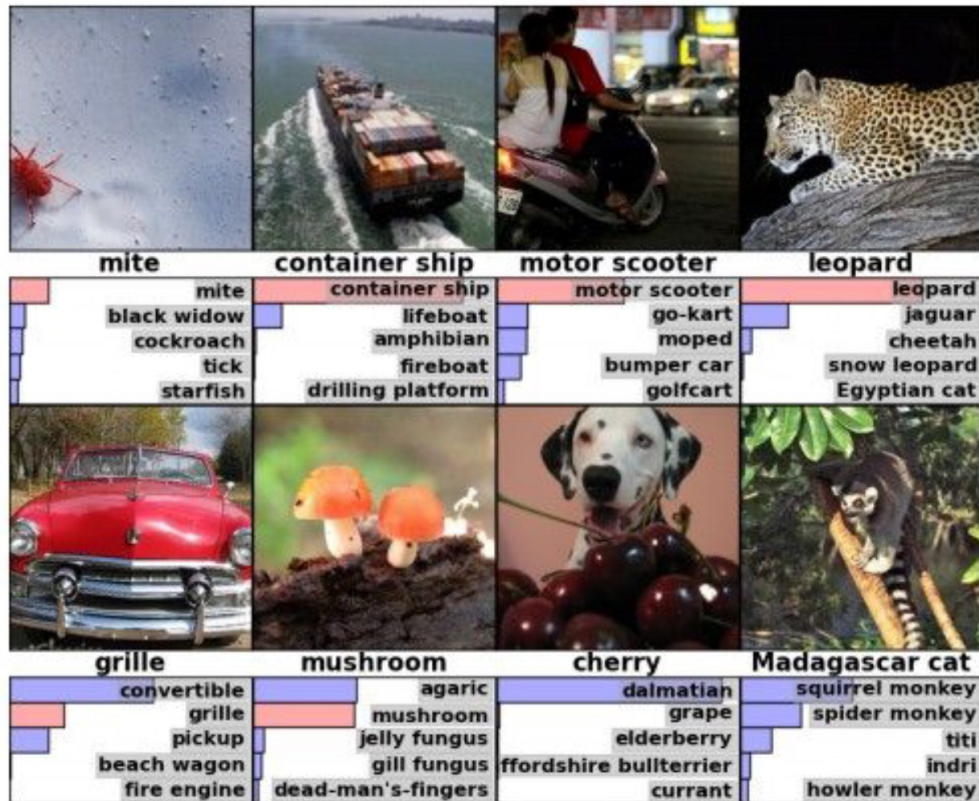 mite container ship motor scooter leopard
mite container ship motor scooter leopard
black widow lifeboat go-kart jaguar
cockroach amphibian moped cheetah
tick fireboat bumper car snow leopard
starfish drilling platform golfcart Egyptian cat
grille mushroom cherry Madagascar cat
convertible agaric dalmatian squirrel monkey
grille mushroom grape spider monkey
pickup jelly fungus elderberry titi
beach wagon gill fungus ffordshire bullterrier indri
fire engine dead-man's-fingers currant howler monkey